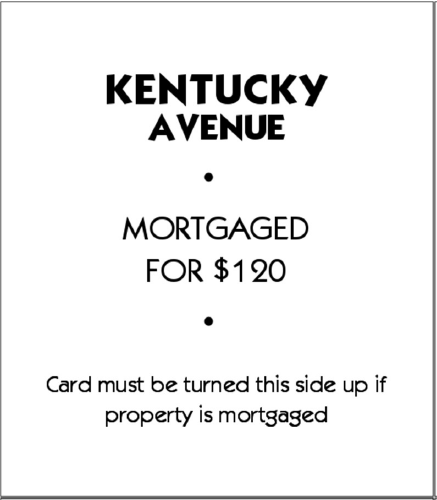 KENTUCKY
AVENUE
•
MORTGAGED
FOR $120
•
Card must be turned this side up if
property is mortgaged